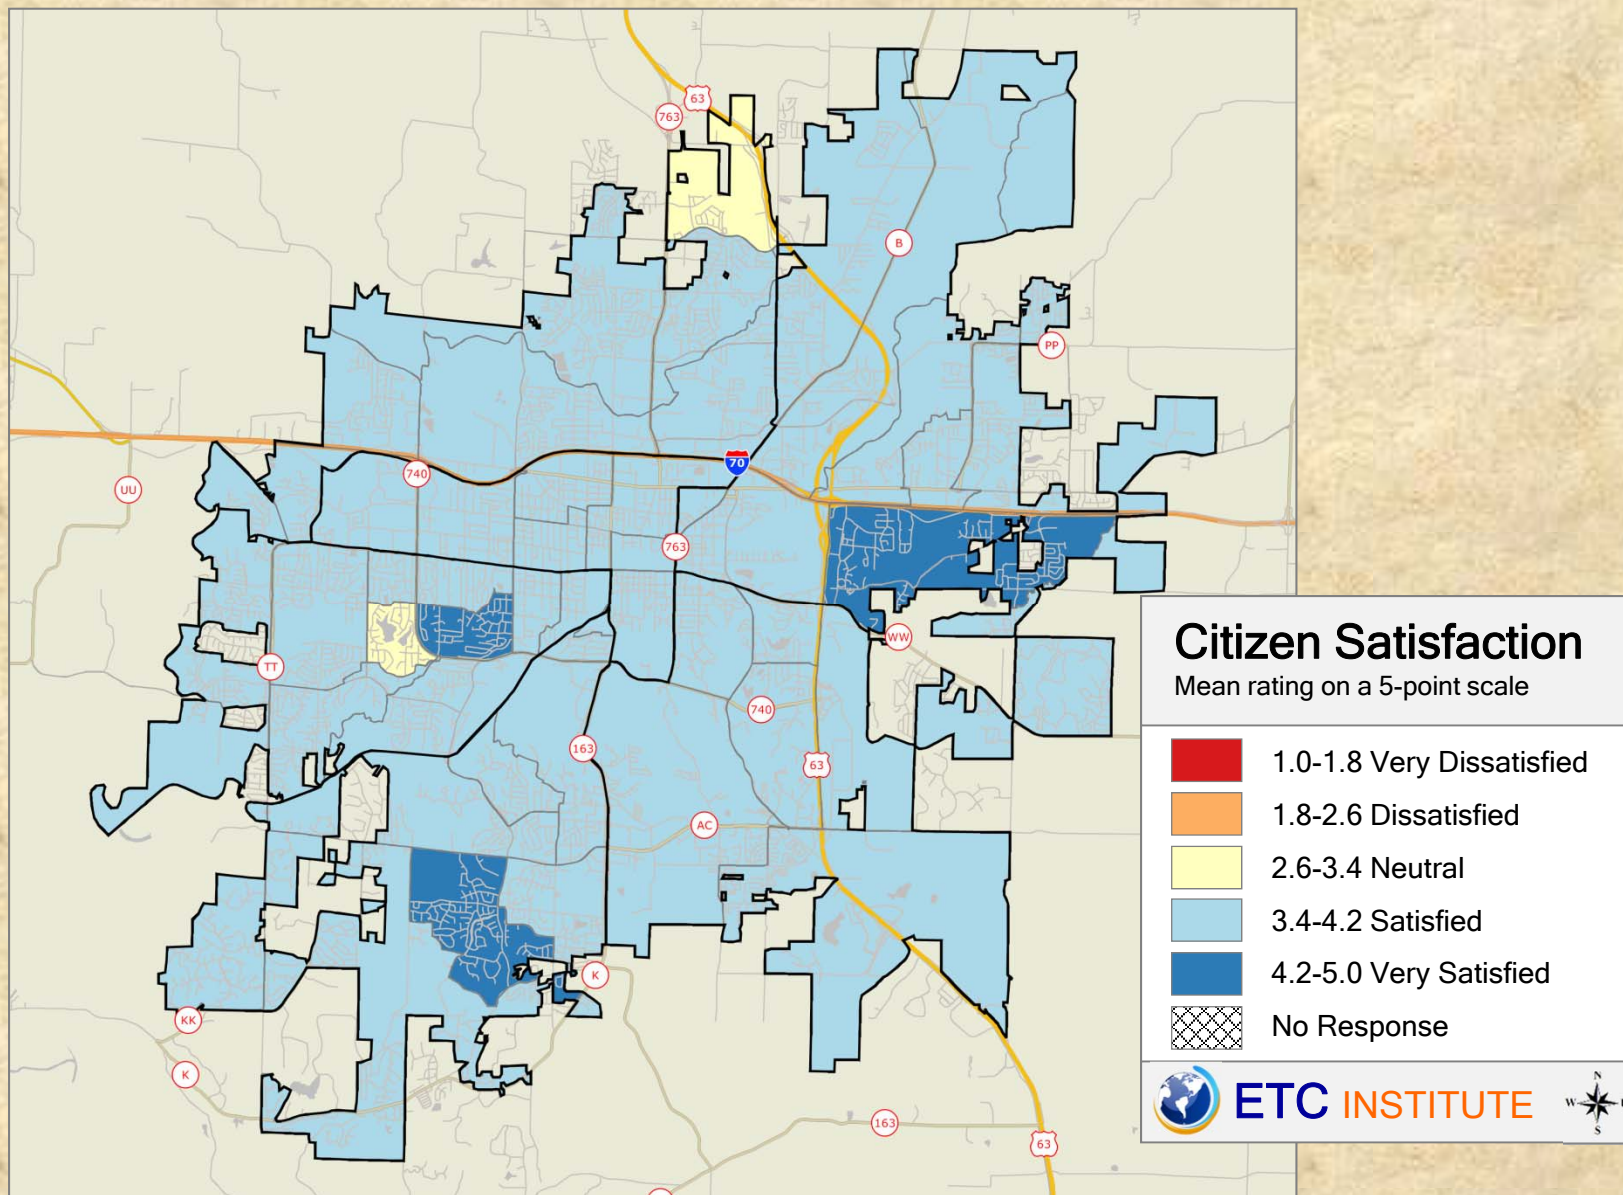 63
763
B
PP
70
740
UU
763
WW
TT
740
163
63
AC
K
KK
K
163
63
Citizen Satisfaction
Mean rating on a 5-point scale
1.0-1.8 Very Dissatisfied
1.8-2.6 Dissatisfied
2.6-3.4 Neutral
3.4-4.2 Satisfied
4.2-5.0 Very Satisfied
No Response
ETC INSTITUTE
N
W
S